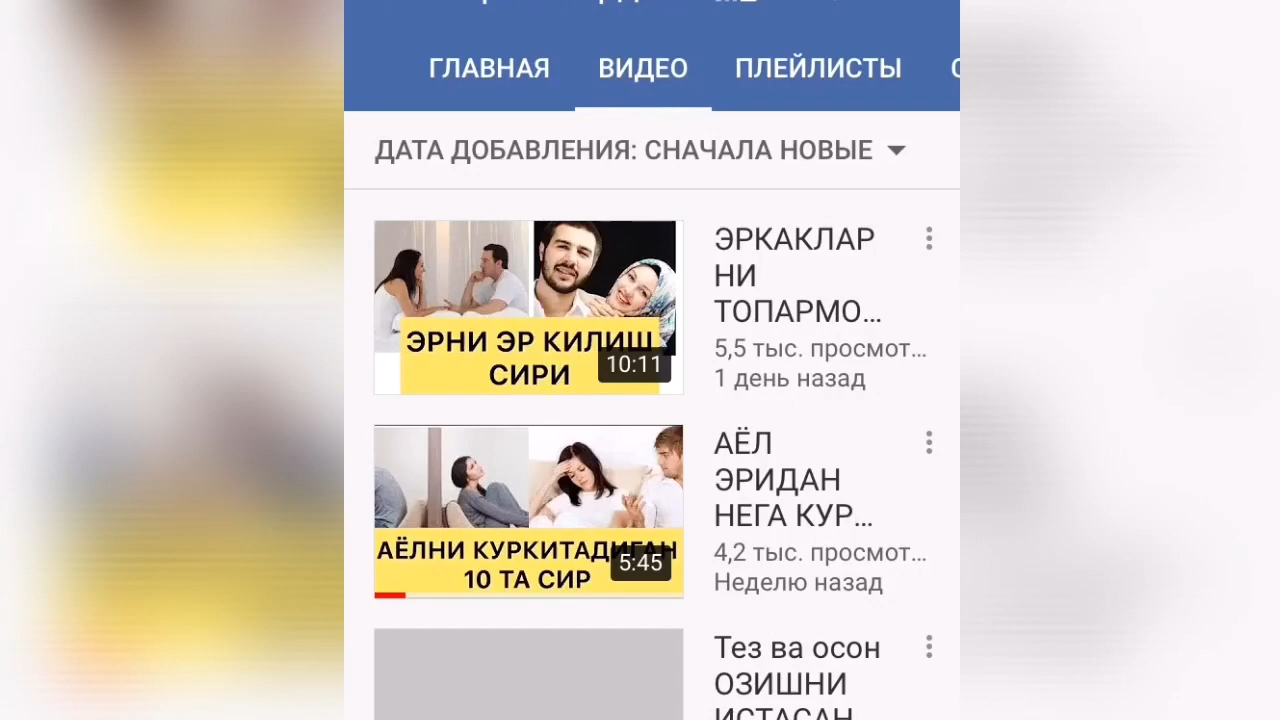 ГЛАВНАЯ ВИДЕО ПЛЕЙЛИСТЫ
ДАТА ДОБАВЛЕНИЯ: СНАЧАЛА НОВЫЕ
ЭРНИ ЭР КИЛИШ
СИРИ
10:11
ЭРКАКЛАР
НИ
ТОПАРМО...
5,5 тыс. просмот...
1 день назад
АЁЛНИ КУРКИТАДИГАН
10 ТА СИР
5:45
АЁЛ
ЭРИДАН
НЕГА КУР...
4,2 тыс. просмот...
Неделю назад
Тез ва осон
ОЗИШНИ
ИСТАСАН